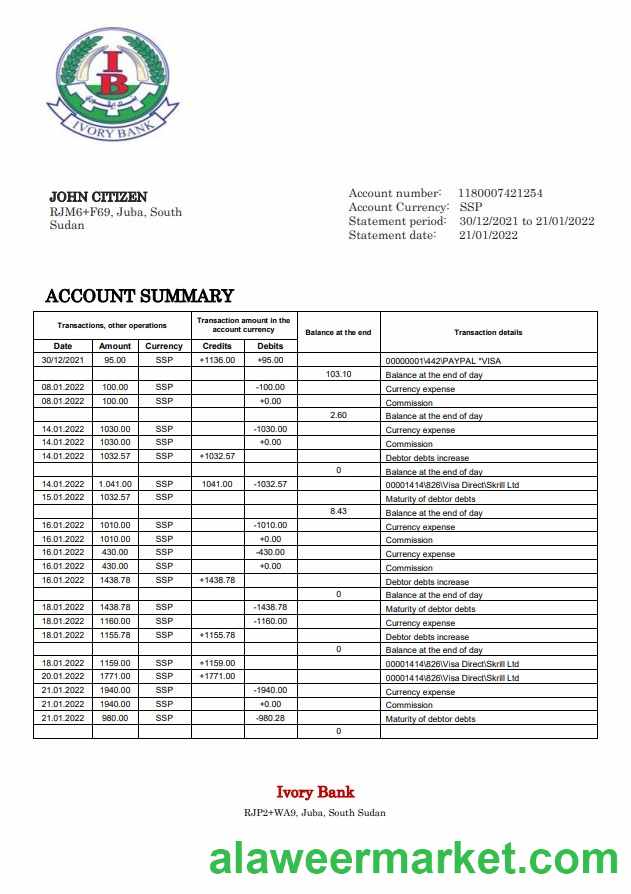 I
B
IVORY BANK
JOHN CITIZEN
RJM6+F69, Juba, South
Sudan
Account number: 1180007421254
Account Currency: SSP
Statement period: 30/12/2021 to 21/01/2022
Statement date: 21/01/2022
ACCOUNT SUMMARY
Transactions, other operations Transaction amount in the account currency Balance at the end Transaction details
Date Amount Currency Credits Debits
30/12/2021 95.00 SSP +1136.00 +95.00 00000001\442\PAYPAL "VISA
103.10 Balance at the end of day
08.01.2022 100.00 SSP -100.00 Currency expense
08.01.2022 100.00 SSP +0.00 Commission
2.60 Balance at the end of day
14.01.2022 1030.00 SSP -1030.00 Currency expense
14.01.2022 1030.00 SSP +0.00 Commission
14.01.2022 1032.57 SSP +1032.57 Debtor debts increase
0 Balance at the end of day
14.01.2022 1.041.00 SSP 1041.00 -1032.57 00001414\826\Visa Direct\Skrill Ltd
15.01.2022 1032.57 SSP Maturity of debtor debts
8.43 Balance at the end of day
16.01.2022 1010.00 SSP -1010.00 Currency expense
16.01.2022 1010.00 SSP +0.00 Commission
16.01.2022 430.00 SSP -430.00 Currency expense
16.01.2022 430.00 SSP +0.00 Commission
16.01.2022 1438.78 SSP +1438.78 Debtor debts increase
0 Balance at the end of day
18.01.2022 1438.78 SSP -1438.78 Maturity of debtor debts
18.01.2022 1160.00 SSP -1160.00 Currency expense
18.01.2022 1155.78 SSP +1155.78 Debtor debts increase
0 Balance at the end of day
18.01.2022 1159.00 SSP +1159.00 00001414\826\Visa Direct\Skrill Ltd
20.01.2022 1771.00 SSP +1771.00 00001414\826\Visa Direct\Skrill Ltd
21.01.2022 1940.00 SSP -1940.00 Currency expense
21.01.2022 1940.00 SSP +0.00 Commission
21.01.2022 980.00 SSP -980.28 Maturity of debtor debts
0
Ivory Bank
RJP2+WA9, Juba, South Sudan
alaweermarket.com